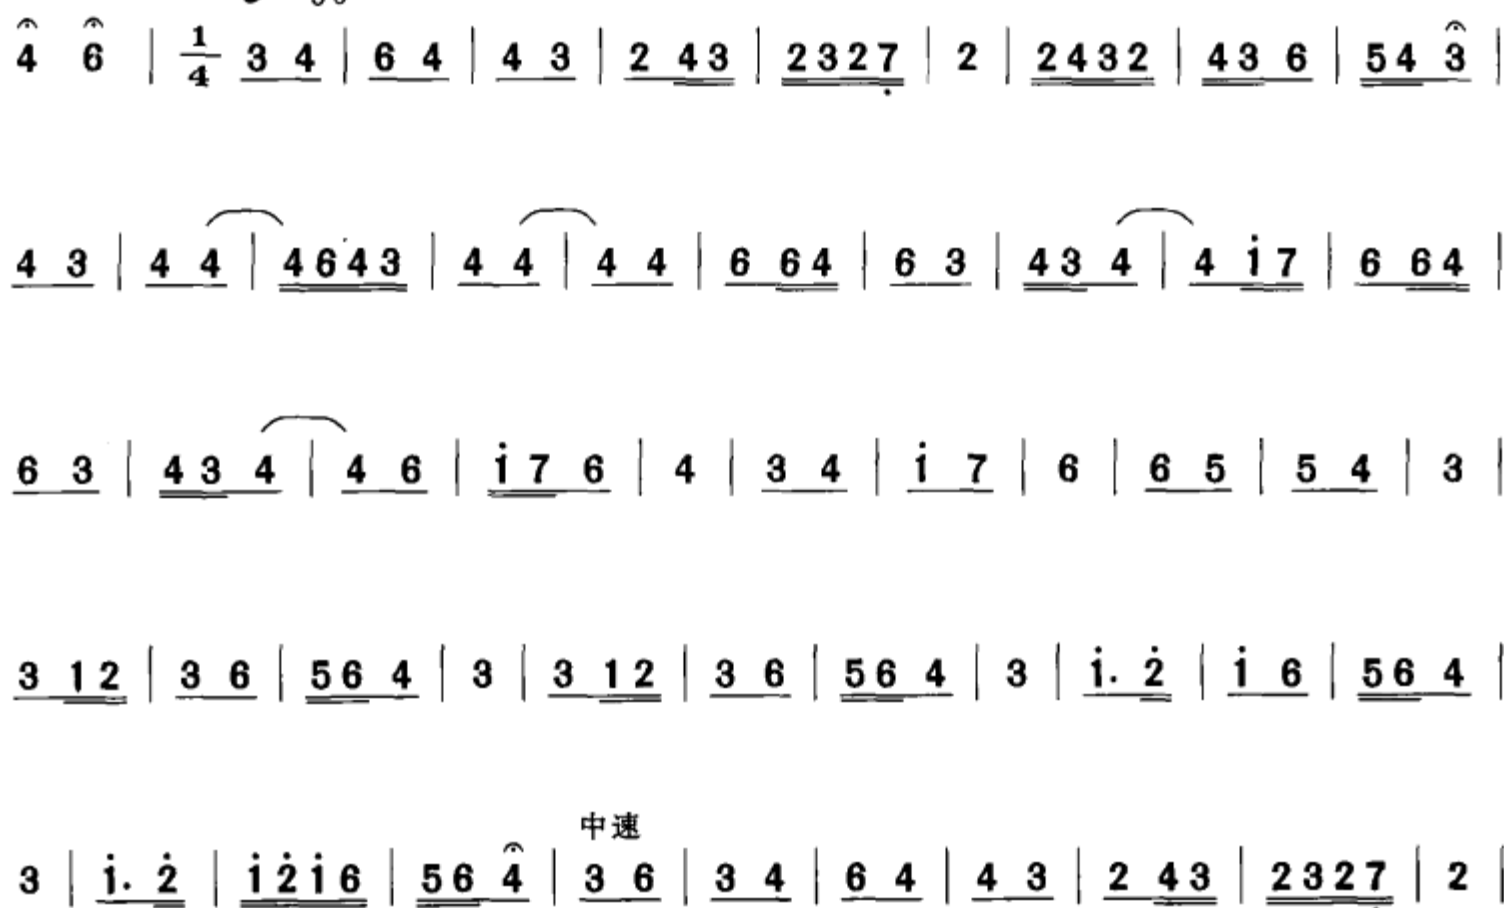 4 6 | 1/4 3 4 | 6 4 | 4 3 | 2 43 | 2327̣ | 2 | 2432 | 43 6 | 54 3 |
4 3 | 4 4 | 4643 | 4 4 | 4 4 | 6 64 | 6 3 | 43 4 | 4 i̇7 | 6 64 |
6 3 | 43 4 | 4 6 | i̇7 6 | 4 | 3 4 | i̇ 7 | 6 | 6 5 | 5 4 | 3 |
3 12 | 3 6 | 56 4 | 3 | 3 12 | 3 6 | 56 4 | 3 | i̇. 2̇ | i̇ 6 | 56 4 |
中速
3 | i̇. 2̇ | i̇2̇i̇6 | 56 4 | 3 6 | 3 4 | 6 4 | 4 3 | 2 43 | 2327̣ | 2 |